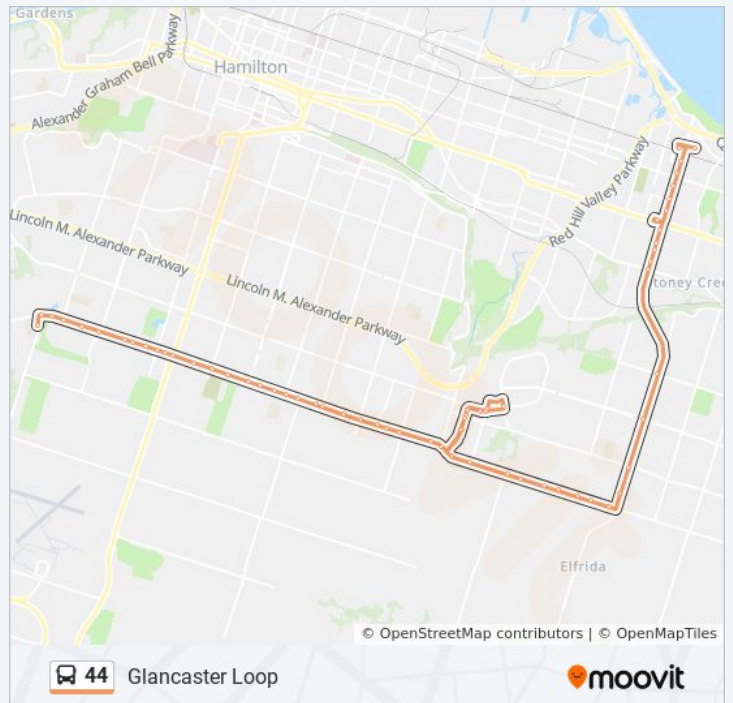 Gardens
Alexander Graham Bell Parkway
Hamilton
Red Hill Valley Parkway
Q
Lincoln M. Alexander Parkway
Lincoln M. Alexander Parkway
toney Cree
Elfrida
© OpenStreetMap contributors | © OpenMapTiles
44 Glancaster Loop
moovit